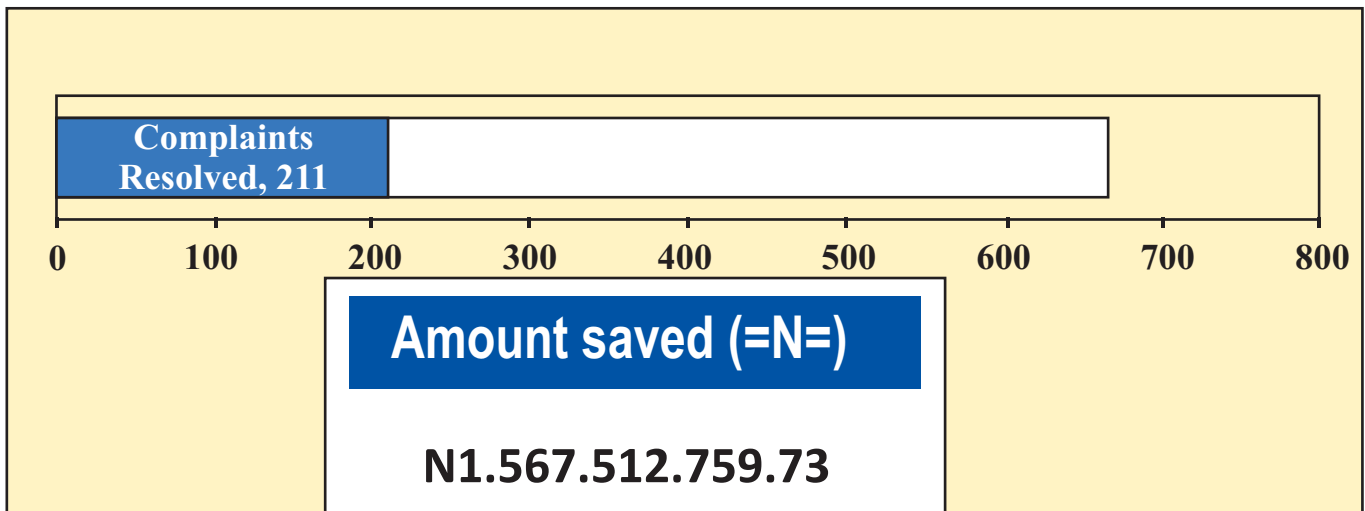 Complaints
Resolved, 211
0 100 200 300 400 500 600 700 800
Amount saved (=N=)
N1.567.512.759.73